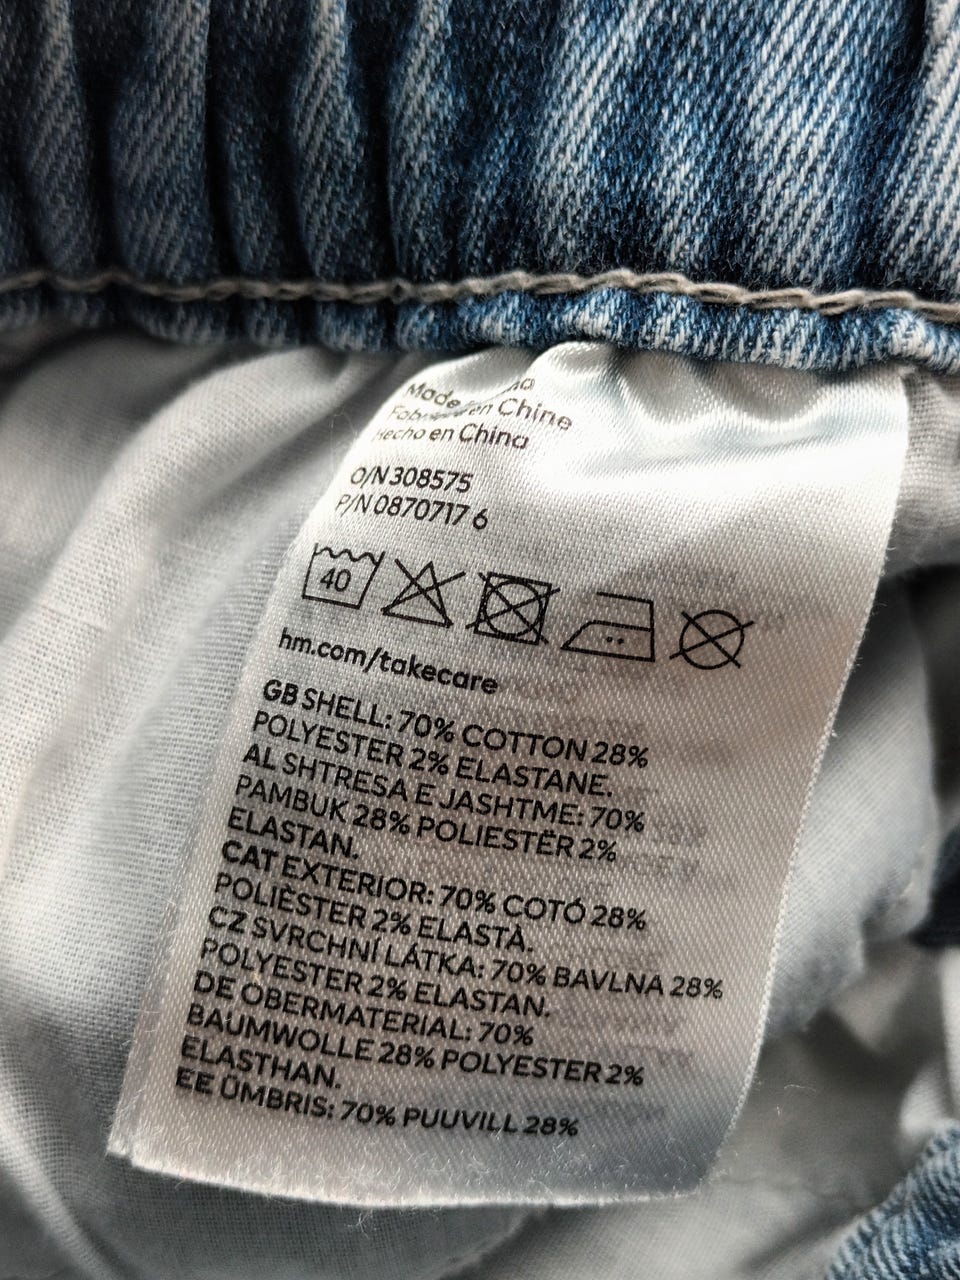 Made
en Chine
Hecho en China
O/N 308575
P/N 0870717 6
40
hm.com/takecare
GB SHELL: 70% COTTON 28%
POLYESTER 2% ELASTANE.
AL SHTRESA E JASHTME: 70%
PAMBUK 28% POLIESTËR 2%
ELASTAN.
CAT EXTERIOR: 70% COTÓ 28%
POLIÈSTER 2% ELASTÀ.
CZ SVRCHNÍ LÁTKA: 70% BAVLNA 28%
POLYESTER 2% ELASTAN.
DE OBERMATERIAL: 70%
BAUMWOLLE 28% POLYESTER 2%
ELASTHAN.
EE ÜMBRIS: 70% PUUVILL 28%